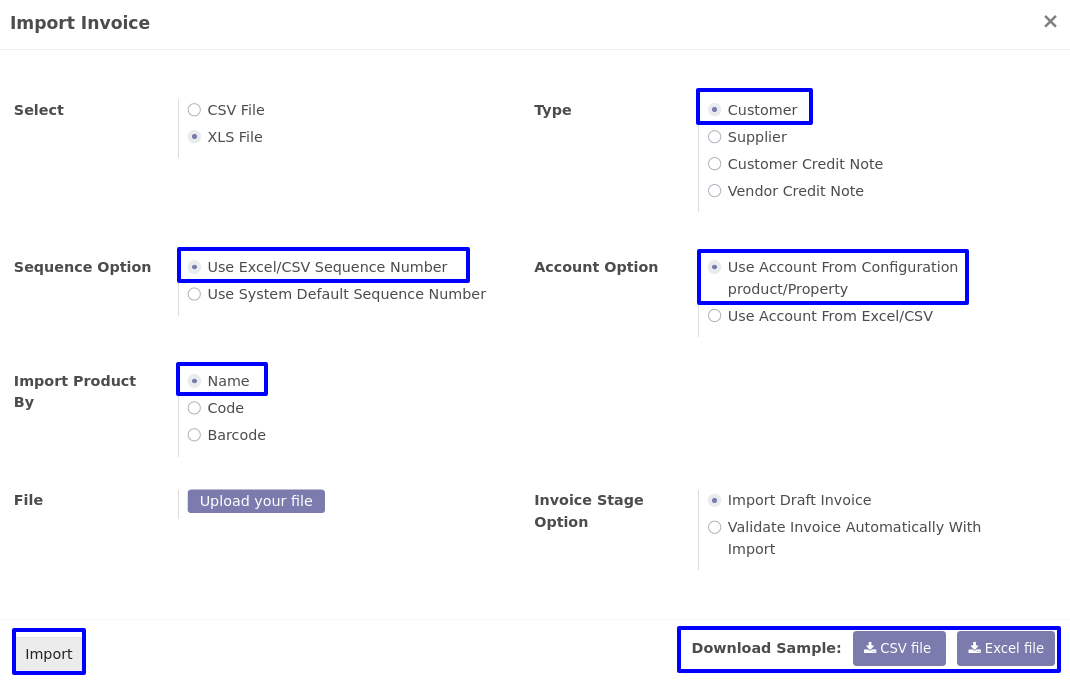 Import Invoice
×
Select
CSV File
XLS File
Type
Customer
Supplier
Customer Credit Note
Vendor Credit Note
Sequence Option
Use Excel/CSV Sequence Number
Use System Default Sequence Number
Account Option
Use Account From Configuration
product/Property
Use Account From Excel/CSV
Import Product
By
Name
Code
Barcode
File
Upload your file
Invoice Stage
Option
Import Draft Invoice
Validate Invoice Automatically With
Import
Import
Download Sample:
CSV file
Excel file